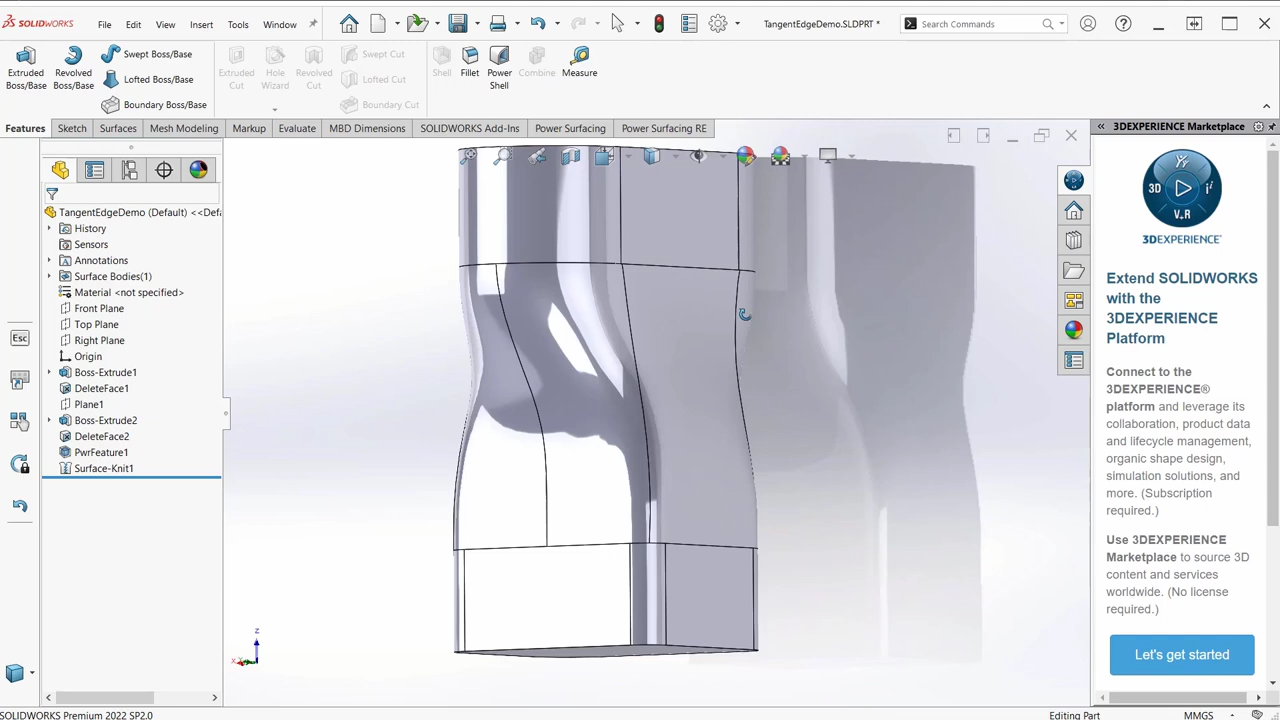 SOLIDWORKS File Edit View Insert Tools Window TangentEdgeDemo.SLDPRT * Search Commands
Extruded Boss/Base
Revolved Boss/Base
Swept Boss/Base
Lofted Boss/Base
Boundary Boss/Base
Extruded Cut
Hole Wizard
Revolved Cut
Swept Cut
Lofted Cut
Boundary Cut
Shell
Fillet
Power Shell
Combine
Measure
Features Sketch Surfaces Mesh Modeling Markup Evaluate MBD Dimensions SOLIDWORKS Add-Ins Power Surfacing Power Surfacing RE
Esc
TangentEdgeDemo (Default) <<Defa
History
Sensors
Annotations
Surface Bodies(1)
Material <not specified>
Front Plane
Top Plane
Right Plane
Origin
Boss-Extrude1
DeleteFace1
Plane1
Boss-Extrude2
DeleteFace2
PwrFeature1
Surface-Knit1
z
x
3DEXPERIENCE Marketplace
3D
V.R
3DEXPERIENCE
Extend SOLIDWORKS
with the
3DEXPERIENCE
Platform
Connect to the
3DEXPERIENCE®
platform and leverage its
collaboration, product data
and lifecycle management,
organic shape design,
simulation solutions, and
more. (Subscription
required.)
Use 3DEXPERIENCE
Marketplace to source 3D
content and services
worldwide. (No license
required.)
Let's get started
SOLIDWORKS Premium 2022 SP2.0 Editing Part MMGS